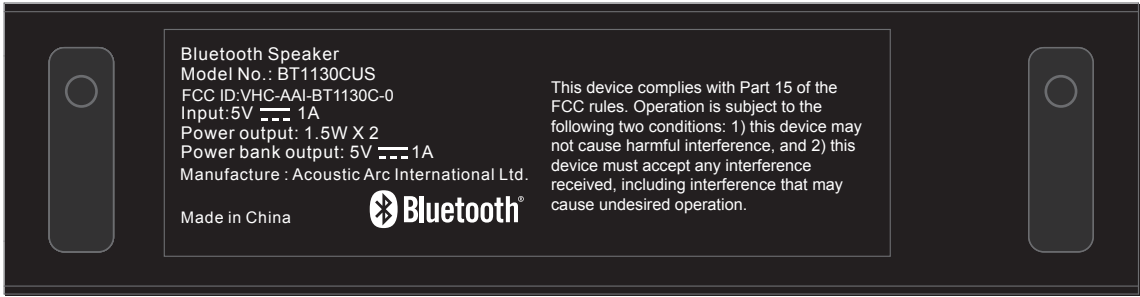 Bluetooth Speaker
Model No.: BT1130CUS
FCC ID:VHC-AAI-BT1130C-0
Input:5V 1A
Power output: 1.5W X 2
Power bank output: 5V 1A
Manufacture : Acoustic Arc International Ltd.
Made in China
Bluetooth®
This device complies with Part 15 of the
FCC rules. Operation is subject to the
following two conditions: 1) this device may
not cause harmful interference, and 2) this
device must accept any interference
received, including interference that may
cause undesired operation.